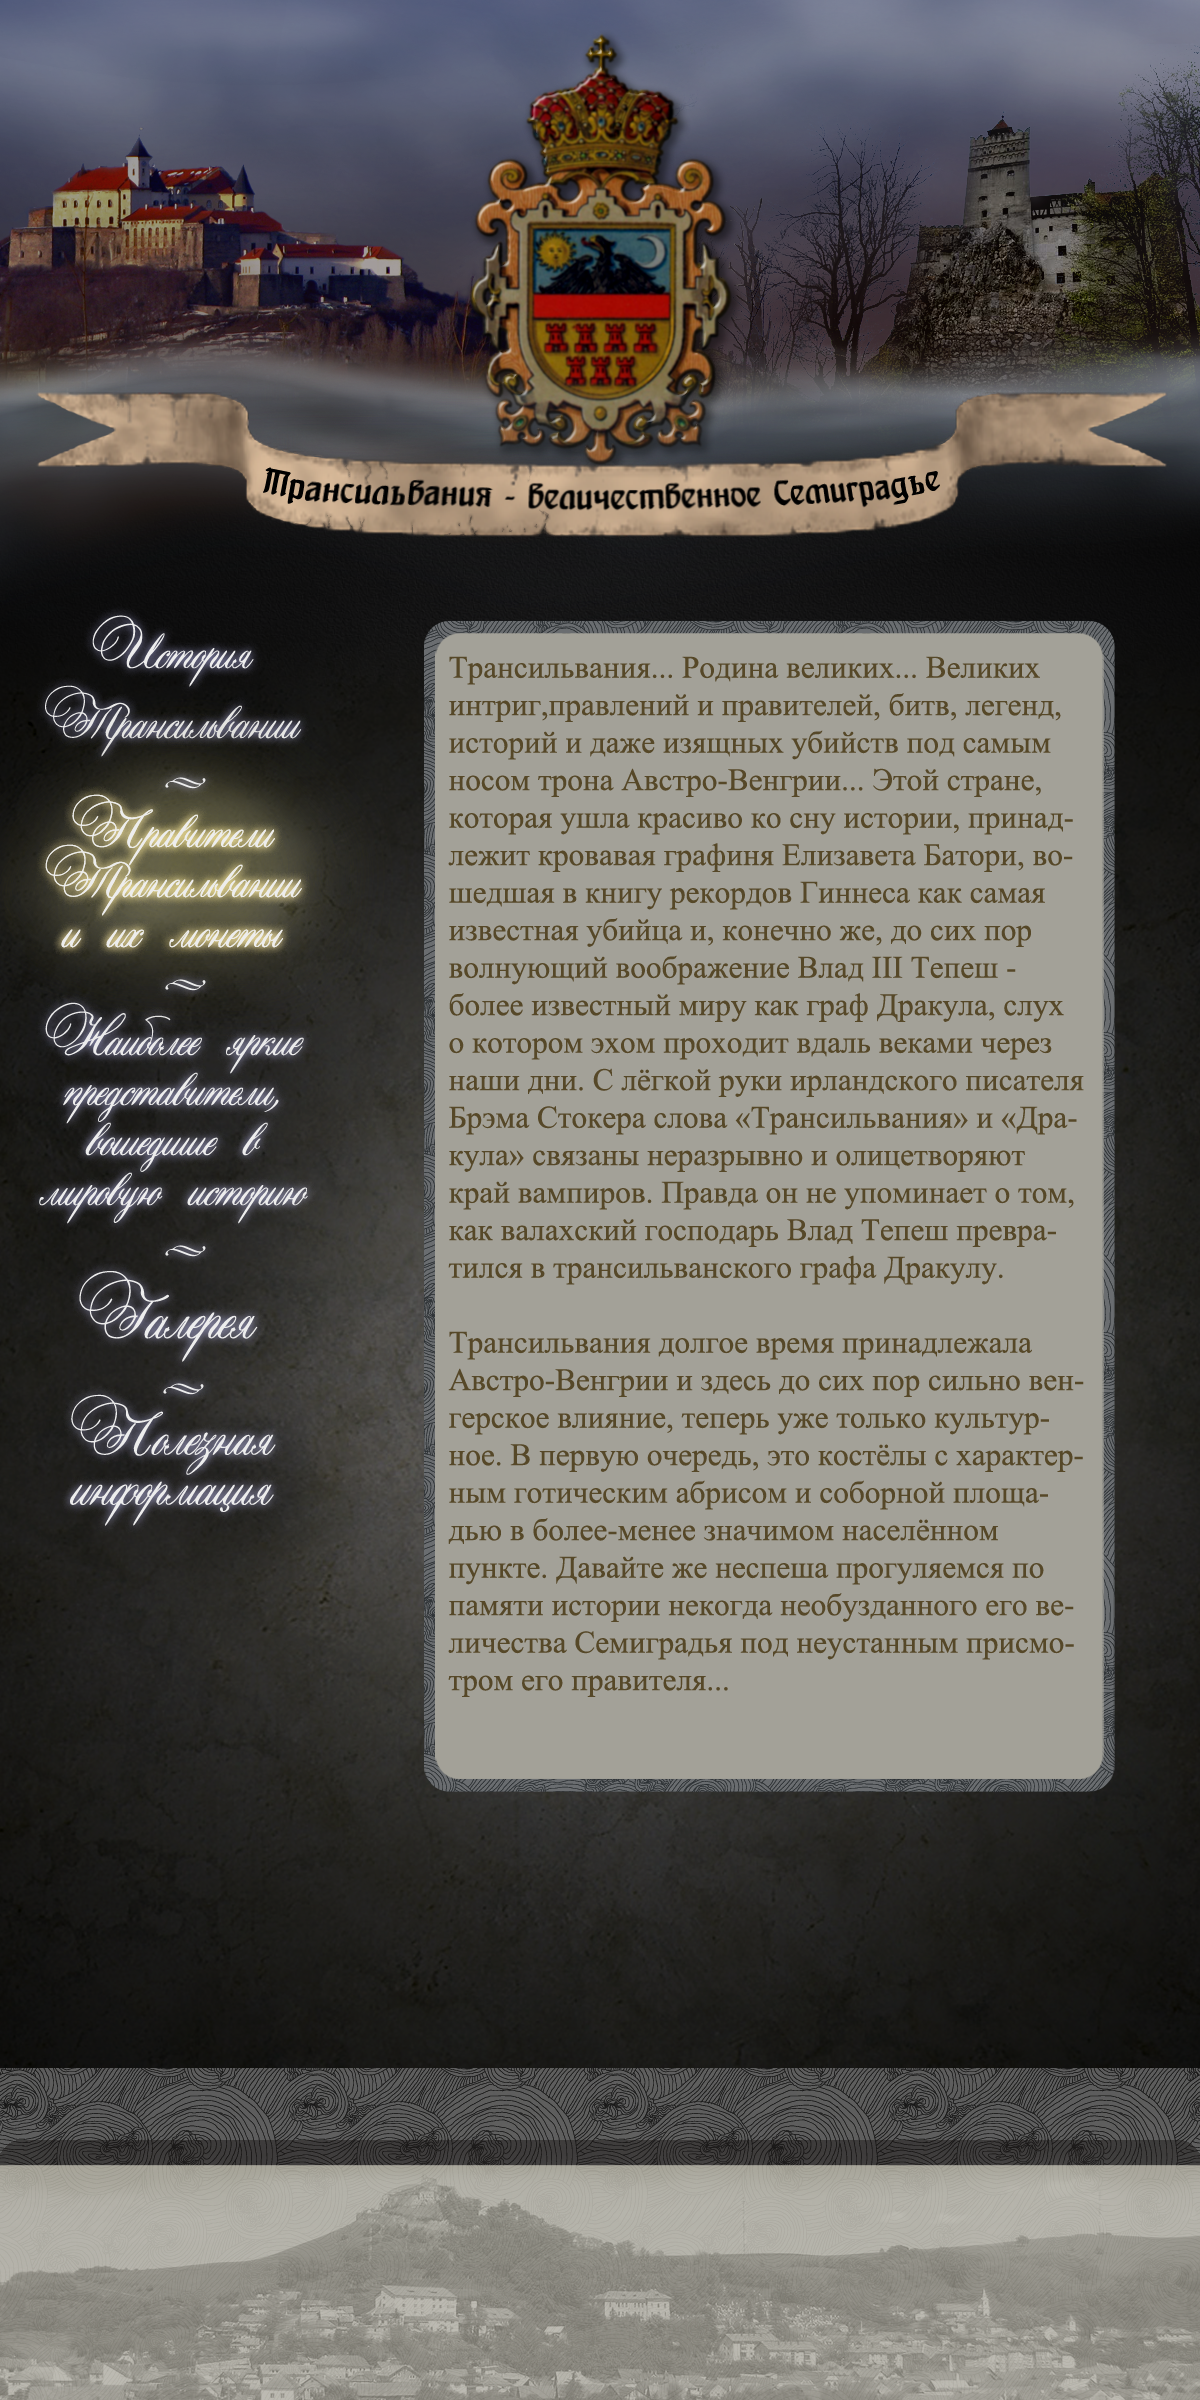 Трансильвания - величественное Семиградье
История
Трансильвании
~
Правители
Трансильвании
и их монеты
~
Наиболее яркие
представители,
вошедшие в
мировую историю
~
Галерея
~
Полезная
информация
Трансильвания... Родина великих... Великих
интриг,правлений и правителей, битв, легенд,
историй и даже изящных убийств под самым
носом трона Австро-Венгрии... Этой стране,
которая ушла красиво ко сну истории, принад-
лежит кровавая графиня Елизавета Батори, во-
шедшая в книгу рекордов Гиннеса как самая
известная убийца и, конечно же, до сих пор
волнующий воображение Влад III Тепеш -
более известный миру как граф Дракула, слух
о котором эхом проходит вдаль веками через
наши дни. С лёгкой руки ирландского писателя
Брэма Стокера слова «Трансильвания» и «Дра-
кула» связаны неразрывно и олицетворяют
край вампиров. Правда он не упоминает о том,
как валахский господарь Влад Тепеш превра-
тился в трансильванского графа Дракулу.
Трансильвания долгое время принадлежала
Австро-Венгрии и здесь до сих пор сильно вен-
герское влияние, теперь уже только культур-
ное. В первую очередь, это костёлы с характер-
ным готическим абрисом и соборной площа-
дью в более-менее значимом населённом
пункте. Давайте же неспеша прогуляемся по
памяти истории некогда необузданного его ве-
личества Семиградья под неустанным присмо-
тром его правителя...